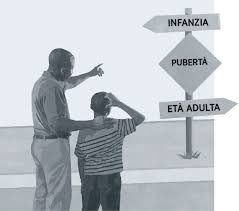 INFANZIA
PUBERTÀ
ETÀ ADULTA